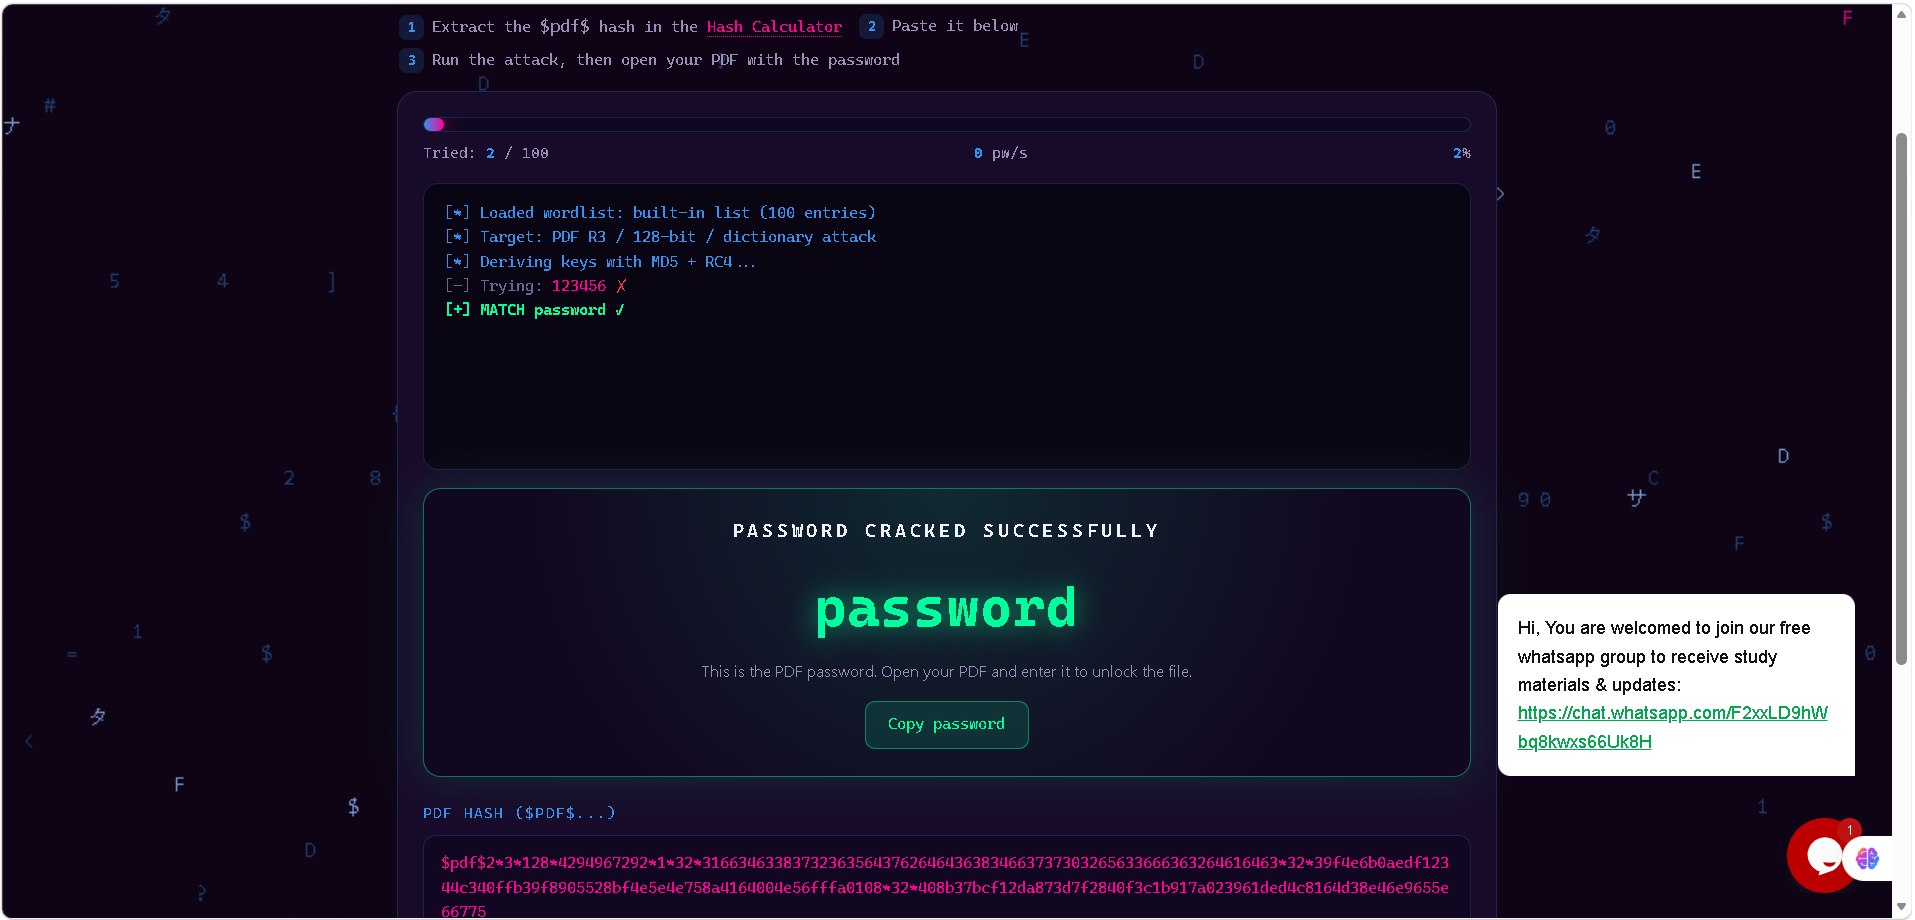 1 Extract the $pdf$ hash in the Hash Calculator 2 Paste it below
3 Run the attack, then open your PDF with the password
Tried: 2 / 100 0 pw/s 2%
[*] Loaded wordlist: built-in list (100 entries)
[*] Target: PDF R3 / 128-bit / dictionary attack
[*] Deriving keys with MD5 + RC4...
[-] Trying: 123456 ✗
[+] MATCH password ✓
PASSWORD CRACKED SUCCESSFULLY
password
This is the PDF password. Open your PDF and enter it to unlock the file.
Copy password
PDF HASH ($PDF$...)
$pdf$2*3*128*4294967292*1*32*3166346338373236356437626464363834663737303265633666363264616463*32*39f4e6b0aedf123
44c340ffb39f8905528bf4e5e4e758a4164004e56fffa0108*32*408b37bcf12da873d7f2840f3c1b917a023961ded4c8164d38e46e9655e
66775
Hi, You are welcomed to join our free
whatsapp group to receive study
materials & updates:
https://chat.whatsapp.com/F2xxLD9hW
bq8kwxs66Uk8H
1